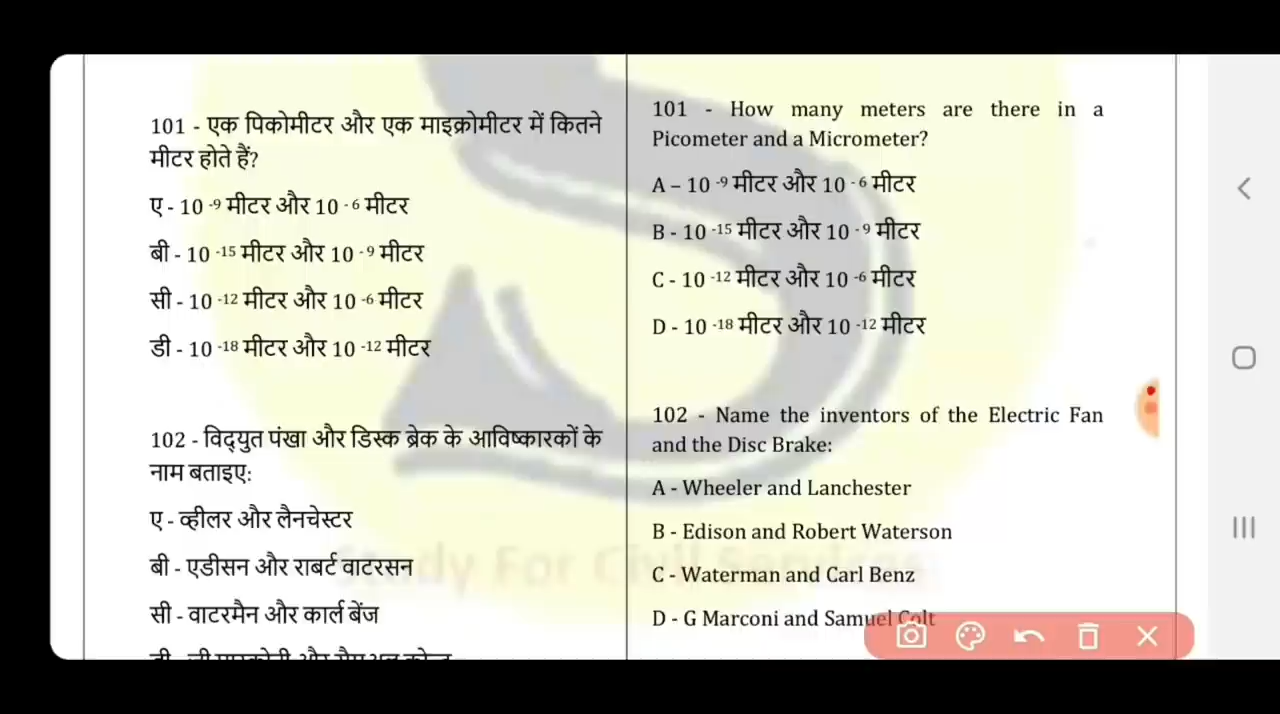 101 - एक पिकोमीटर और एक माइक्रोमीटर में कितने
मीटर होते हैं?
ए - 10 -9 मीटर और 10 -6 मीटर
बी - 10 -15 मीटर और 10 -9 मीटर
सी - 10 -12 मीटर और 10 -6 मीटर
डी - 10 -18 मीटर और 10 -12 मीटर
102 - विद्युत पंखा और डिस्क ब्रेक के आविष्कारकों के
नाम बताइए:
ए - व्हीलर और लैनचेस्टर
बी - एडीसन और राबर्ट वाटरसन
सी - वाटरमैन और कार्ल बेंज
101 - How many meters are there in a
Picometer and a Micrometer?
A – 10 -9 मीटर और 10 -6 मीटर
B - 10 -15 मीटर और 10 -9 मीटर
C - 10 -12 मीटर और 10 -6 मीटर
D - 10 -18 मीटर और 10 -12 मीटर
102 - Name the inventors of the Electric Fan
and the Disc Brake:
A - Wheeler and Lanchester
B - Edison and Robert Waterson
C - Waterman and Carl Benz
D - G Marconi and Samuel Colt
Study For Civil Services